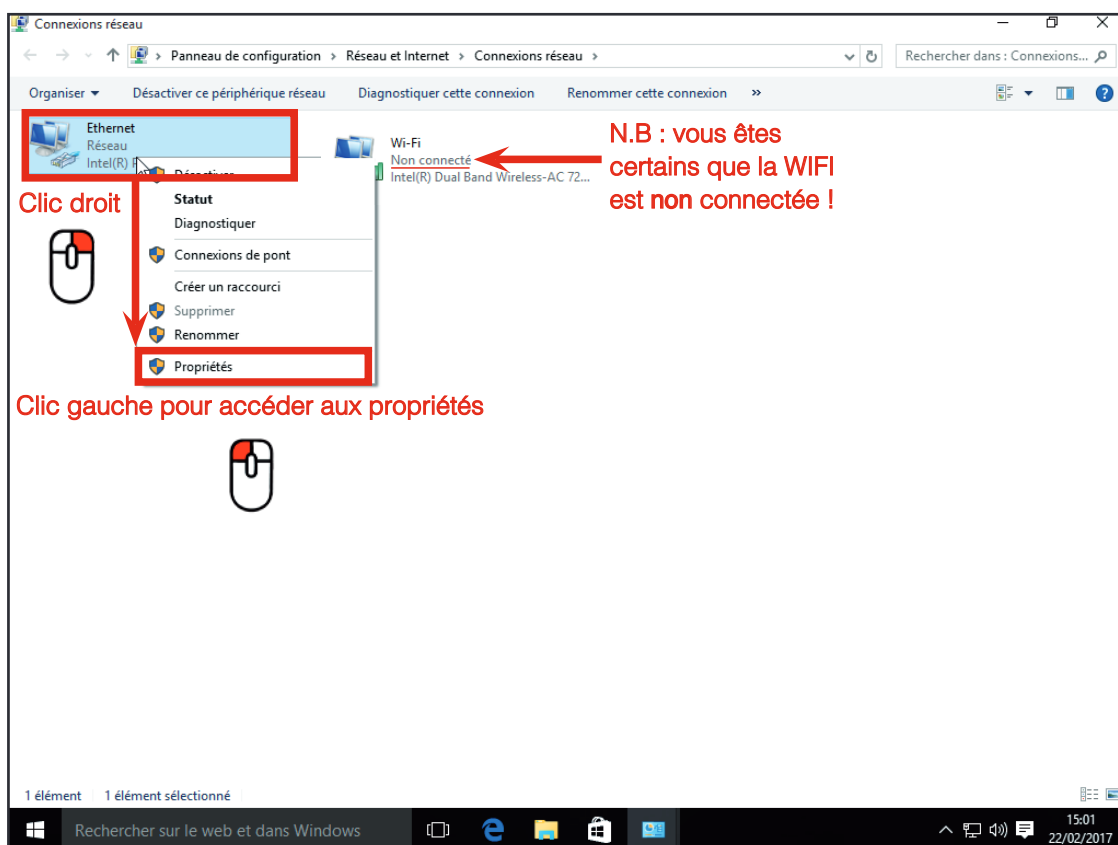 Connexions réseau
Panneau de configuration > Réseau et Internet > Connexions réseau >
Rechercher dans : Connexions...
Organiser
Désactiver ce périphérique réseau
Diagnostiquer cette connexion
Renommer cette connexion
»
Ethernet
Réseau
Intel(R)
Wi-Fi
Non connecté
Intel(R) Dual Band Wireless-AC 72...
N.B : vous êtes
certains que la WIFI
est non connectée !
Clic droit
Désactiver
Statut
Diagnostiquer
Connexions de pont
Créer un raccourci
Supprimer
Renommer
Propriétés
Clic gauche pour accéder aux propriétés
1 élément
1 élément sélectionné
Rechercher sur le web et dans Windows
15:01
22/02/2017